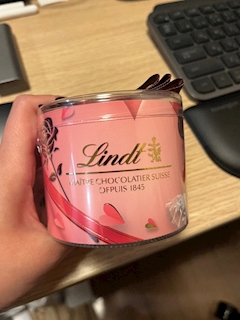 Lindt
MAÎTRE CHOCOLATIER SUISSE
DEPUIS 1845